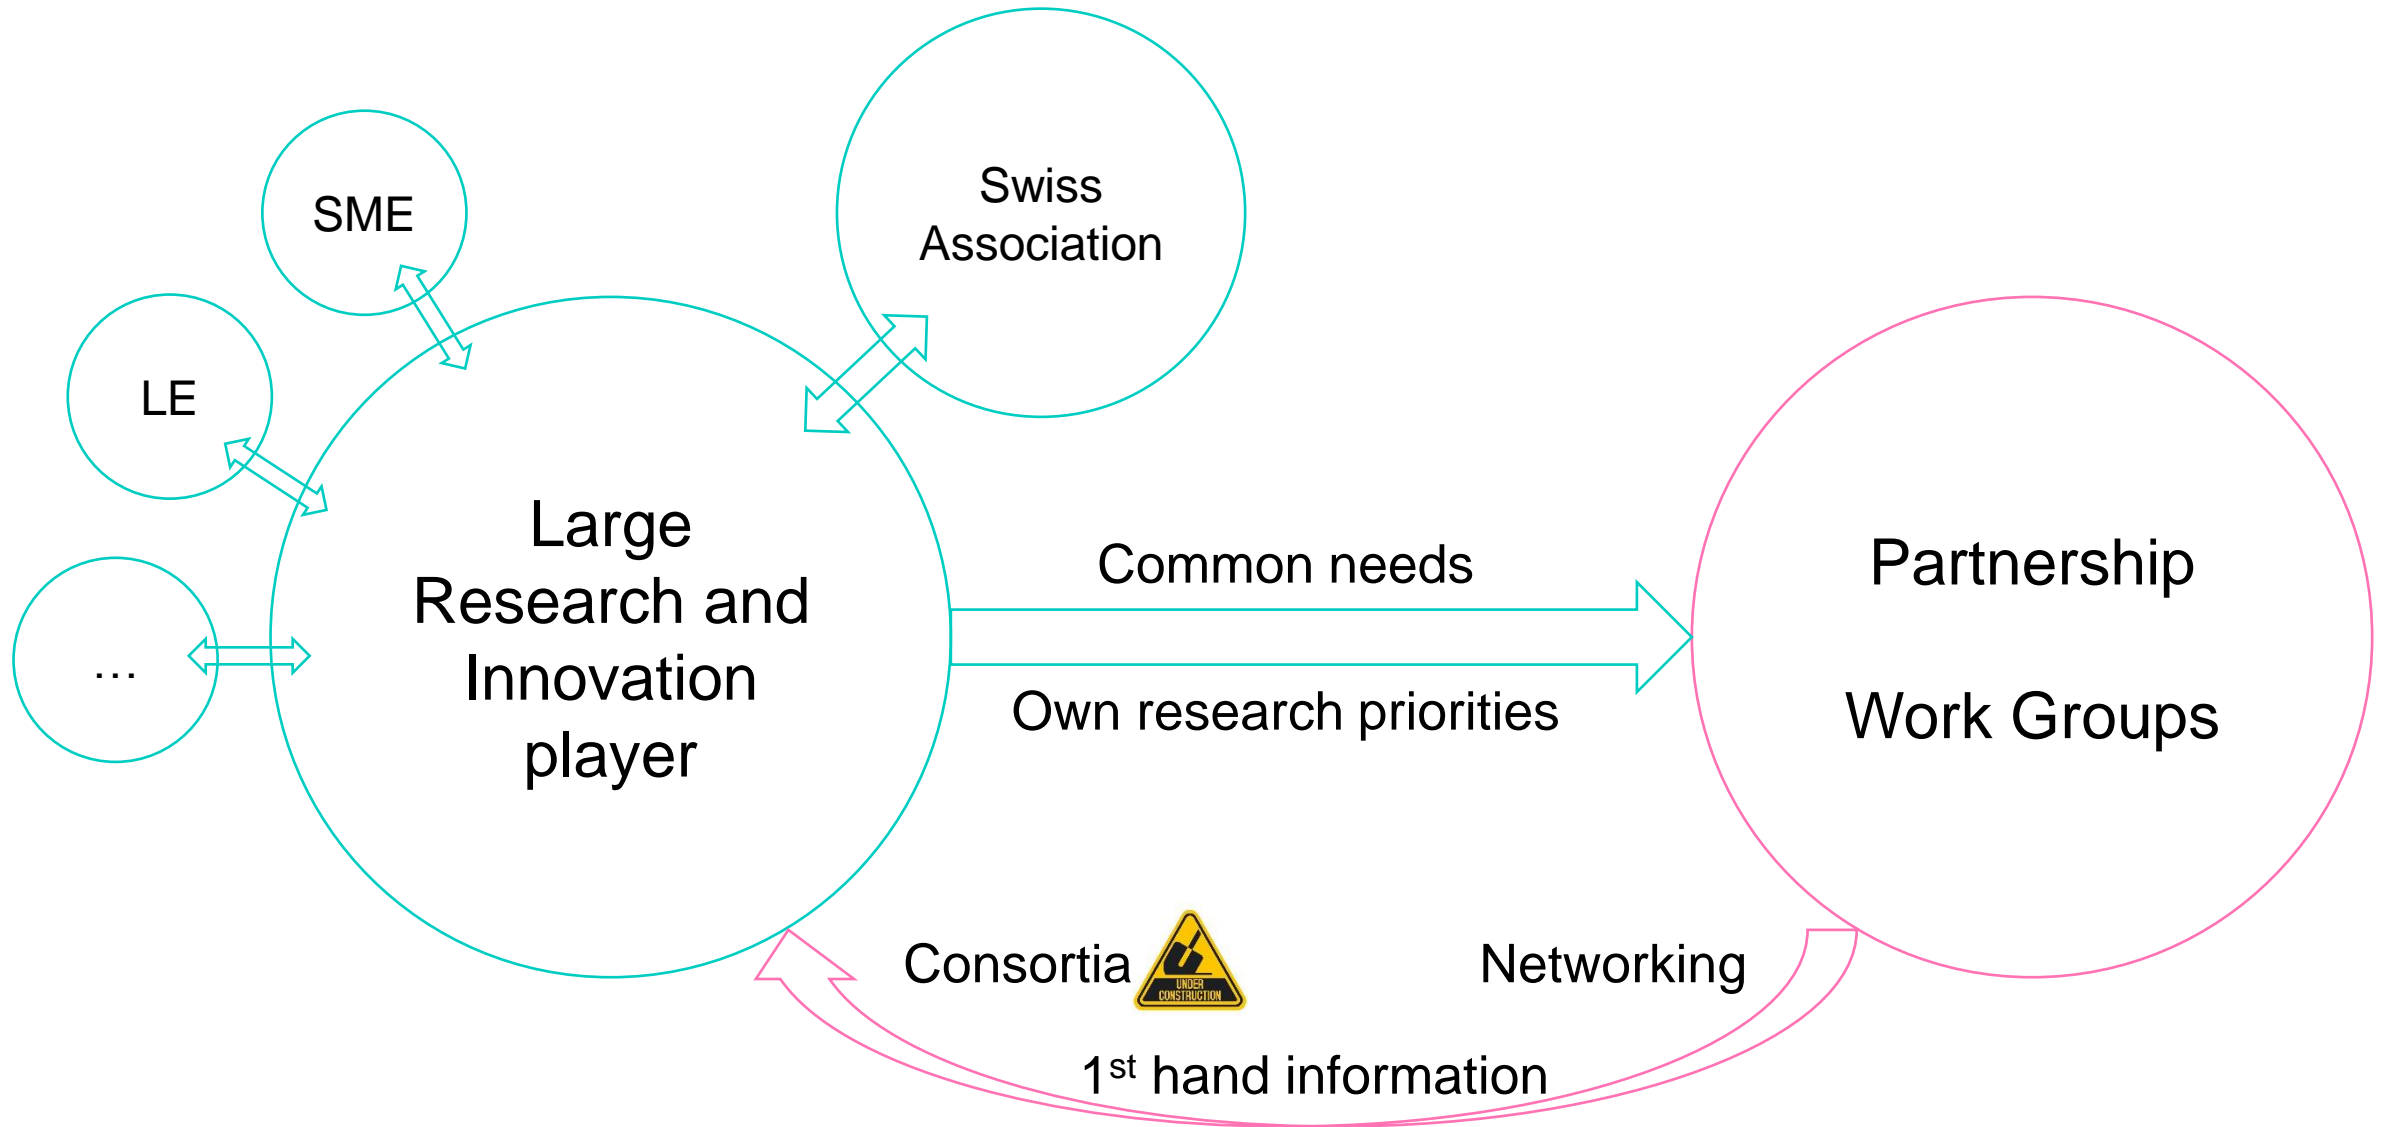 SME
Swiss
Association
LE
…
Large
Research and
Innovation
player
Common needs
Own research priorities
Partnership
Work Groups
Consortia
UNDER
CONSTRUCTION
Networking
1st hand information